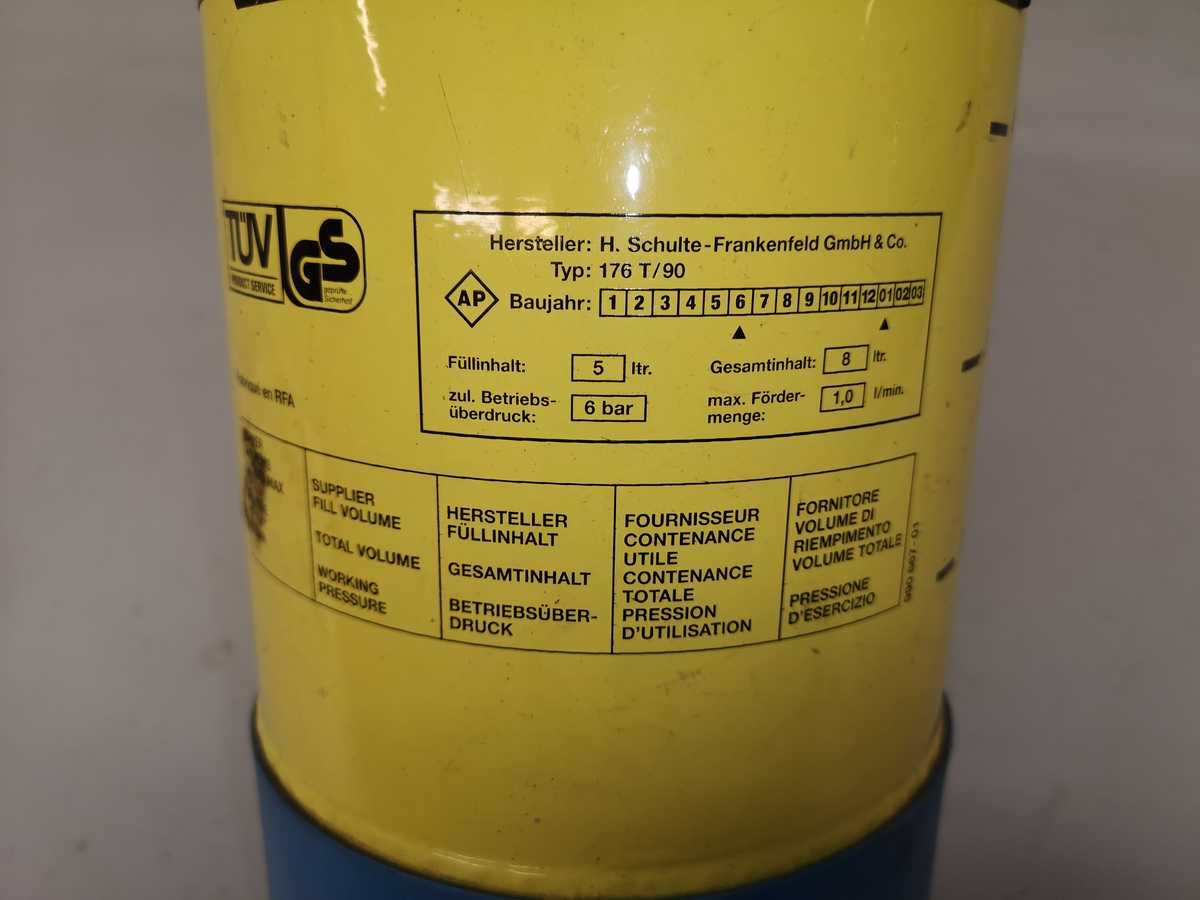 TÜV
PRODUCT SERVICE
GS
geprüfte
Sicherheit
Hersteller: H. Schulte-Frankenfeld GmbH & Co.
Typ: 176 T/90
AP
Baujahr: 1 2 3 4 5 6 7 8 9 10 11 12 01 02 03
Füllinhalt: 5 ltr.
Gesamtinhalt: 8 ltr.
zul. Betriebs-
überdruck: 6 bar
max. Förder-
menge: 1,0 l/min.
en RFA
MAX
SUPPLIER
FILL VOLUME
TOTAL VOLUME
WORKING
PRESSURE
HERSTELLER
FÜLLINHALT
GESAMTINHALT
BETRIEBSÜBER-
DRUCK
FOURNISSEUR
CONTENANCE
UTILE
CONTENANCE
TOTALE
PRESSION
D'UTILISATION
FORNITORE
VOLUME DI
RIEMPIMENTO
VOLUME TOTALE
PRESSIONE
D'ESERCIZIO
990 667-01